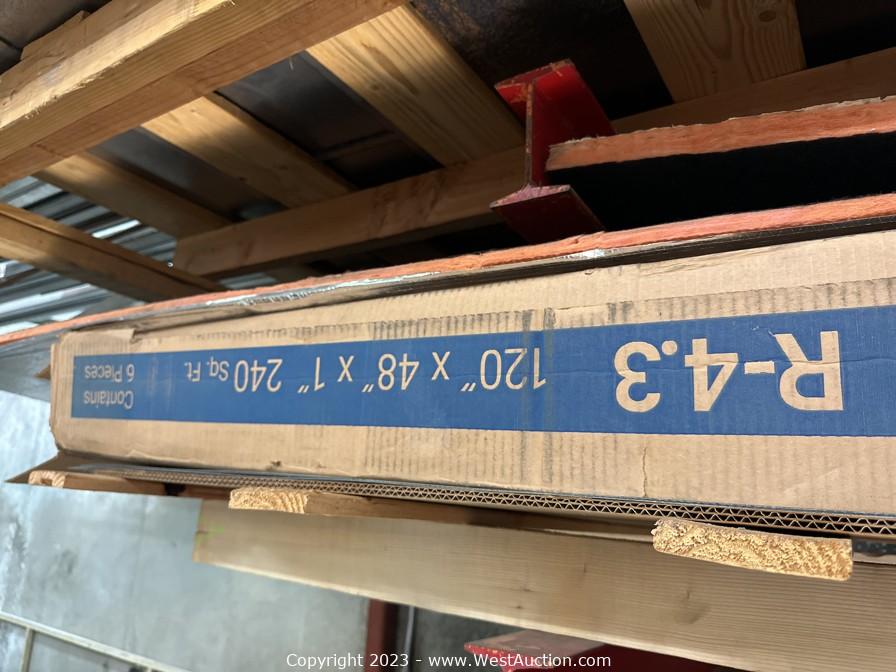 R-4.3 120" x 48" x 1" 240 Sq. Ft.
Contains
6 Pieces
Copyright 2023 - www.WestAuction.com